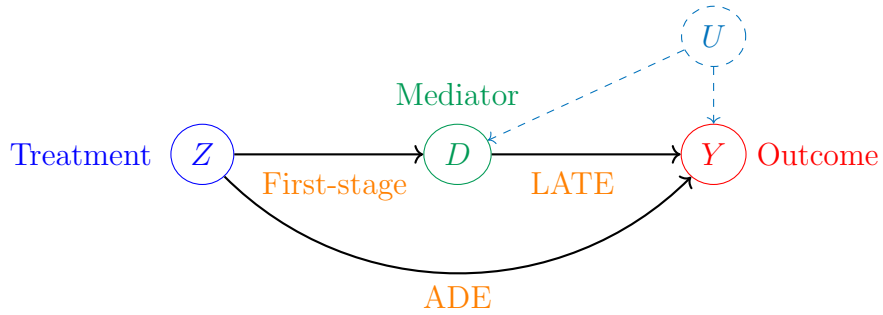 U
Mediator
Treatment
Z
D
Y
Outcome
First-stage
LATE
ADE